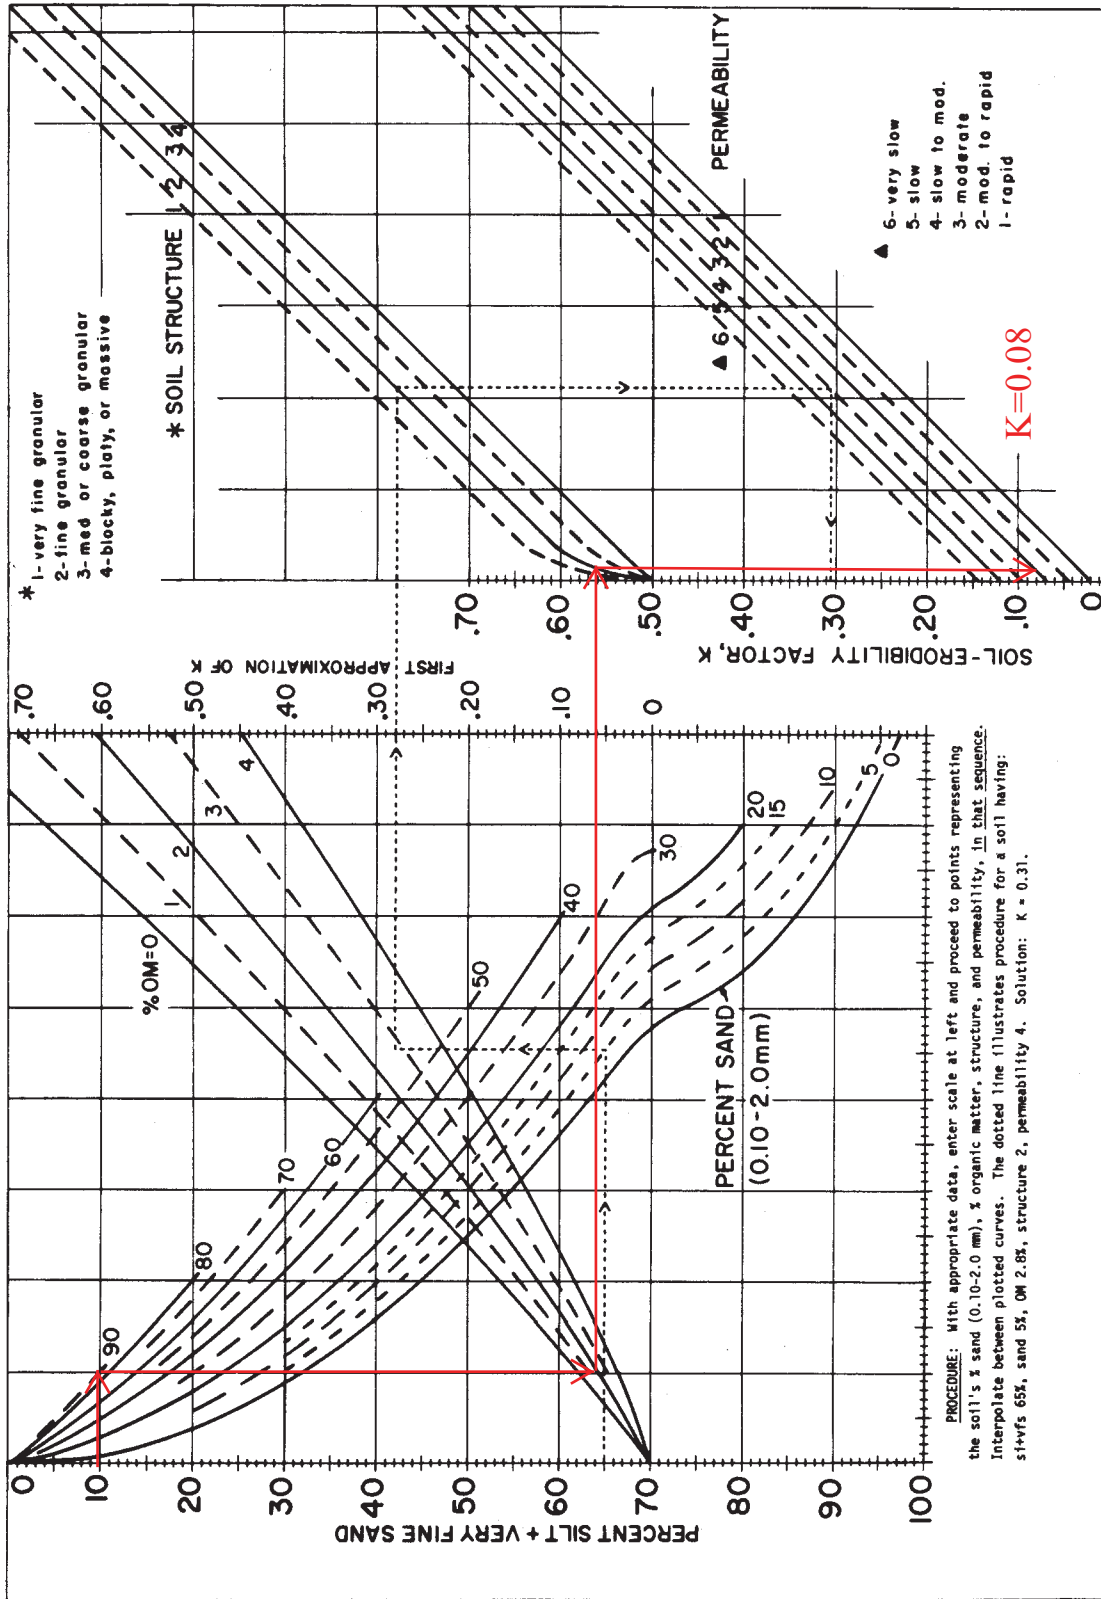 PERCENT SILT + VERY FINE SAND
0
10
20
30
40
50
60
70
80
90
100
90
80
70
60
50
40
30
20
15
10
5
0
PERCENT SAND
(0.10-2.0mm)
%OM=0
1
2
3
4
FIRST APPROXIMATION OF K
.70
.60
.50
.40
.30
.20
.10
0
*
1-very fine granular
2-fine granular
3-med or coarse granular
4-blocky, platy, or massive
* SOIL STRUCTURE
1 2 3 4
.70
.60
.50
.40
.30
.20
.10
0
SOIL-ERODIBILITY FACTOR, K
▲ 6 5 4 3 2 1 PERMEABILITY
▲
6- very slow
5- slow
4- slow to mod.
3- moderate
2- mod. to rapid
1- rapid
K=0.08
PROCEDURE: With appropriate data, enter scale at left and proceed to points representing
the soil's % sand (0.10-2.0 mm), % organic matter, structure, and permeability, in that sequence.
Interpolate between plotted curves. The dotted line illustrates procedure for a soil having:
si+vfs 65%, sand 5%, OM 2.8%, structure 2, permeability 4. Solution: K = 0.31.